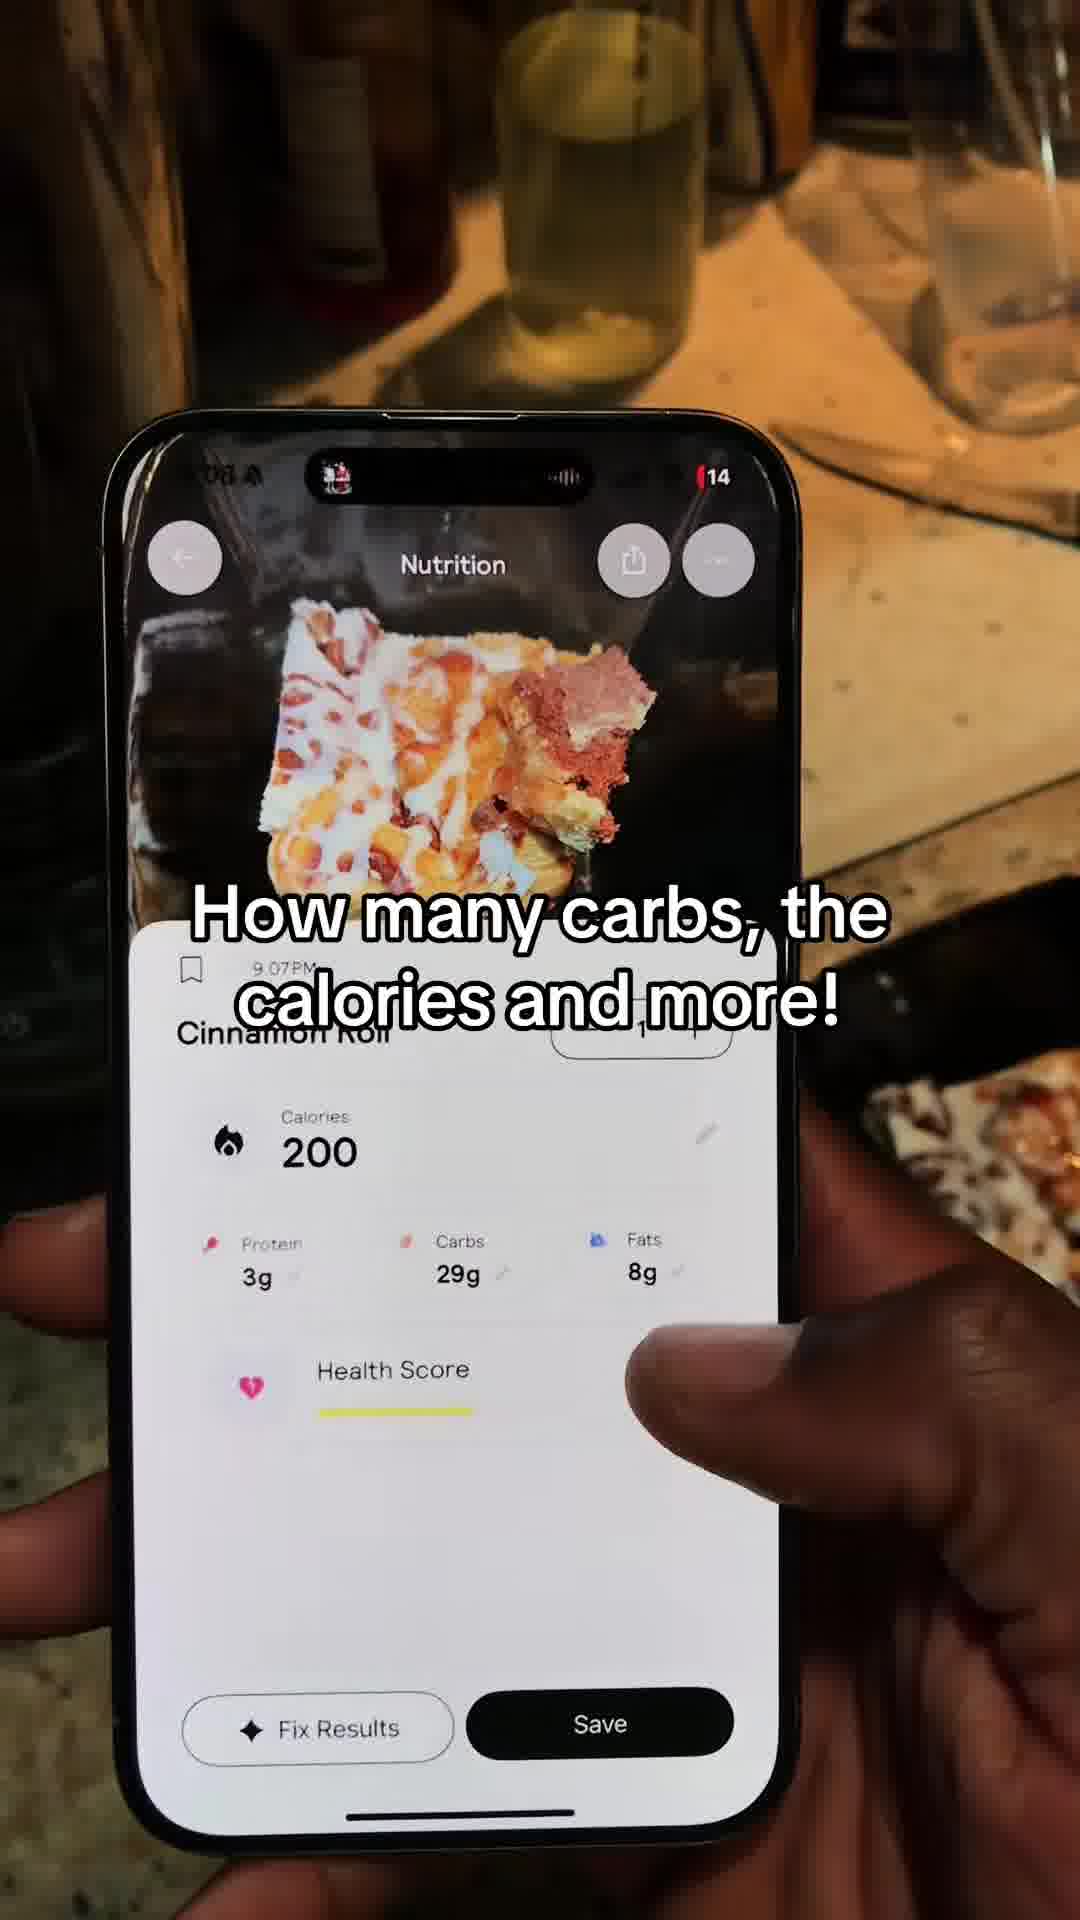 14
Nutrition
How many carbs, the
calories and more!
9:07 PM
Cinnamon Roll
1
Calories
200
Protein
Carbs
Fats
3g
29g
8g
Health Score
Fix Results
Save